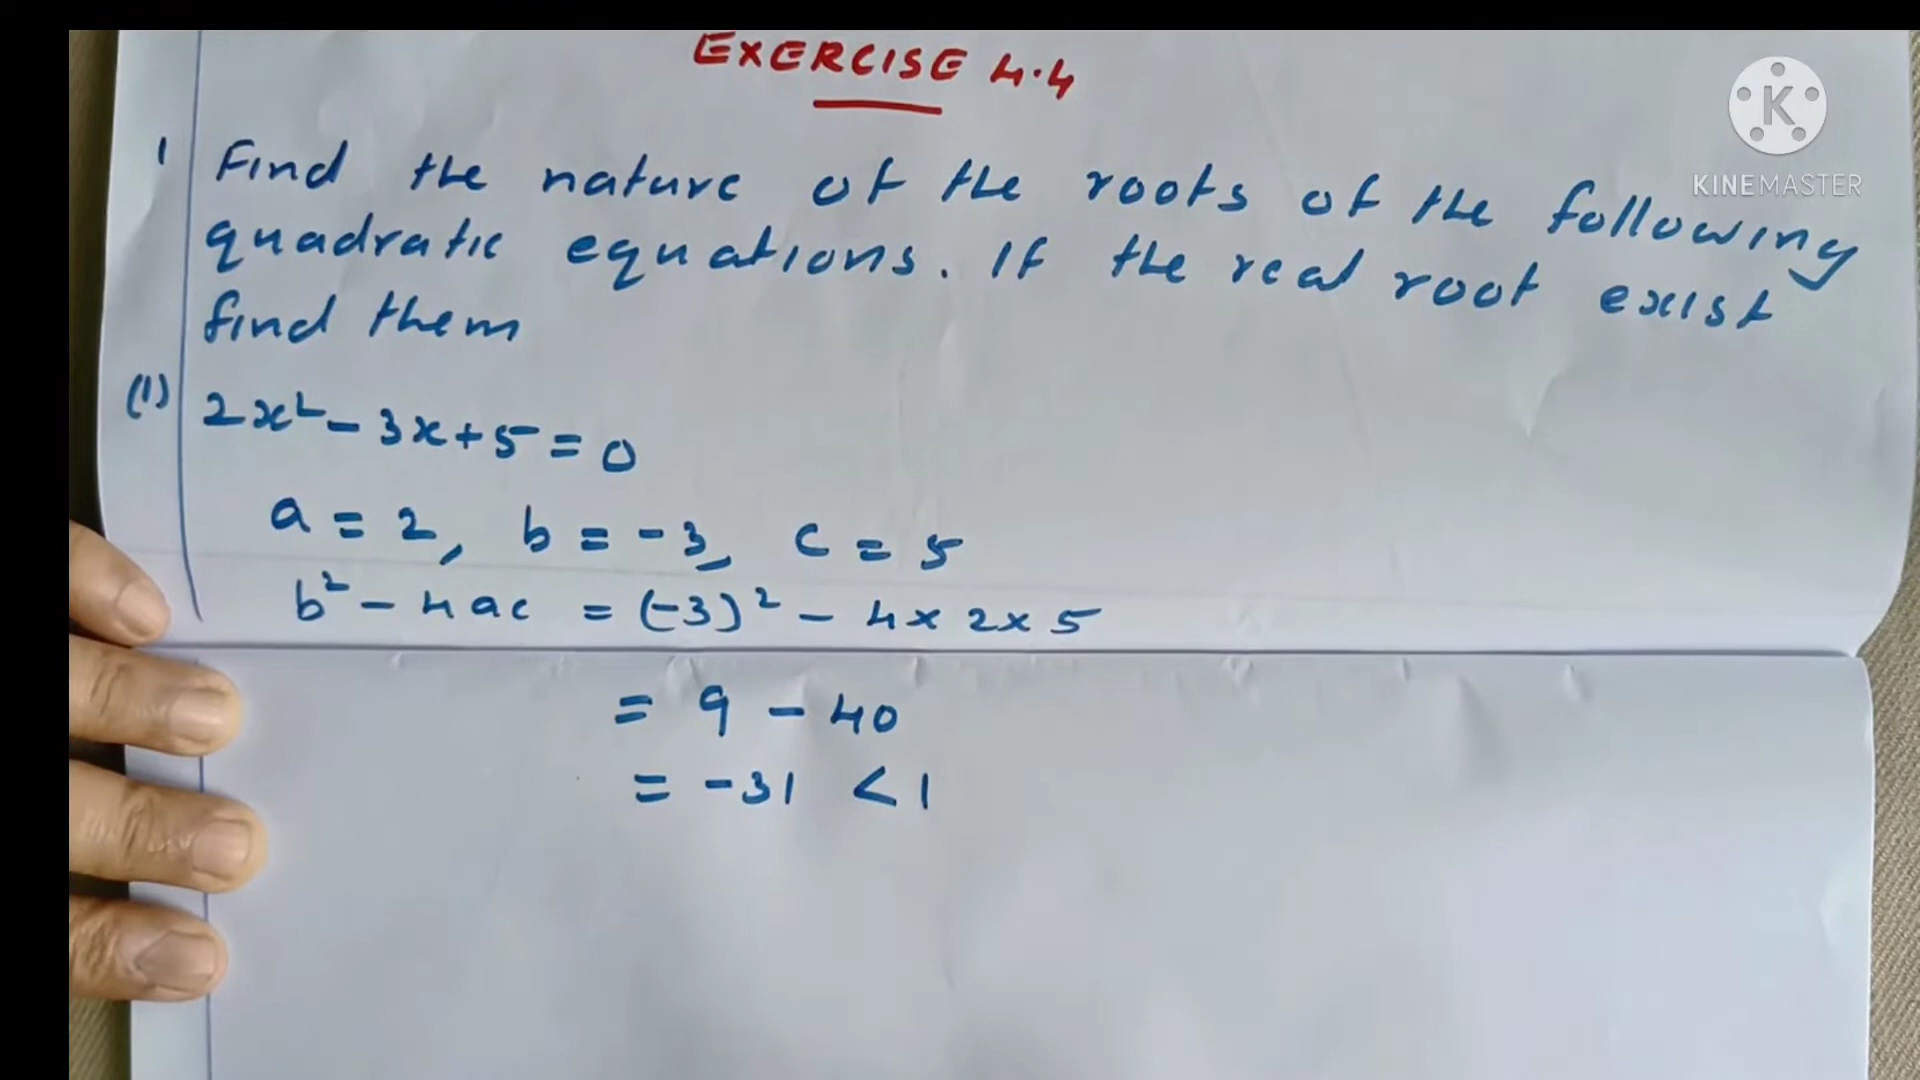 EXERCISE 4.4
K
KINEMASTER
1 Find the nature of the roots of the following
quadratic equations. If the real root exist
find them
(1) 2x² - 3x + 5 = 0
a = 2, b = -3, c = 5
b² - 4ac = (-3)² - 4 x 2 x 5
= 9 - 40
= -31 < 1